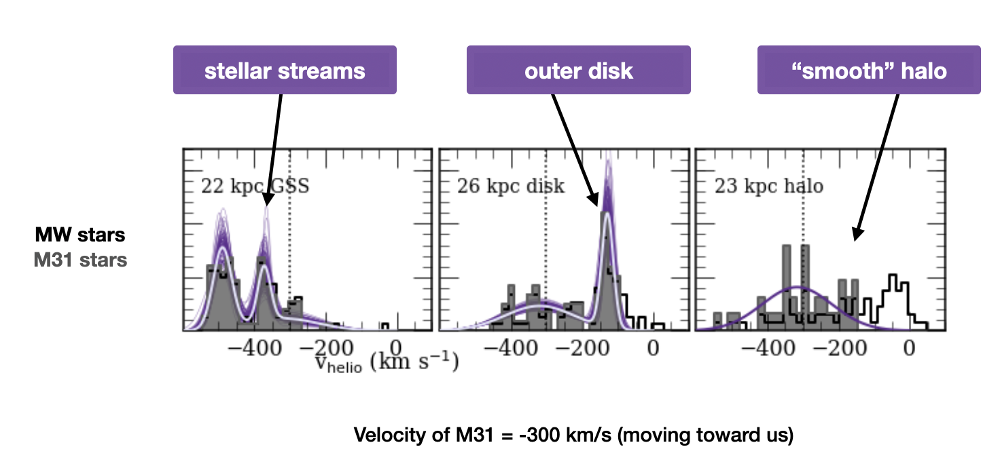 stellar streams
outer disk
“smooth” halo
22 kpc GSS
26 kpc disk
23 kpc halo
MW stars
M31 stars
−400 −200 0
−400 −200 0
−400 −200 0
v_helio (km s⁻¹)
Velocity of M31 = -300 km/s (moving toward us)